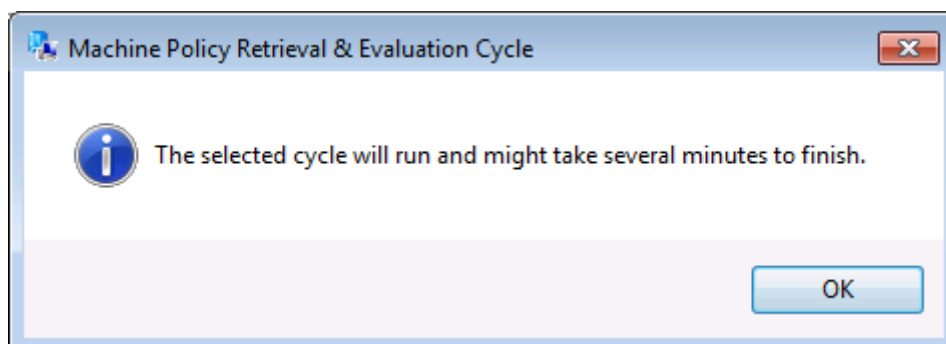 Machine Policy Retrieval & Evaluation Cycle
The selected cycle will run and might take several minutes to finish.
OK